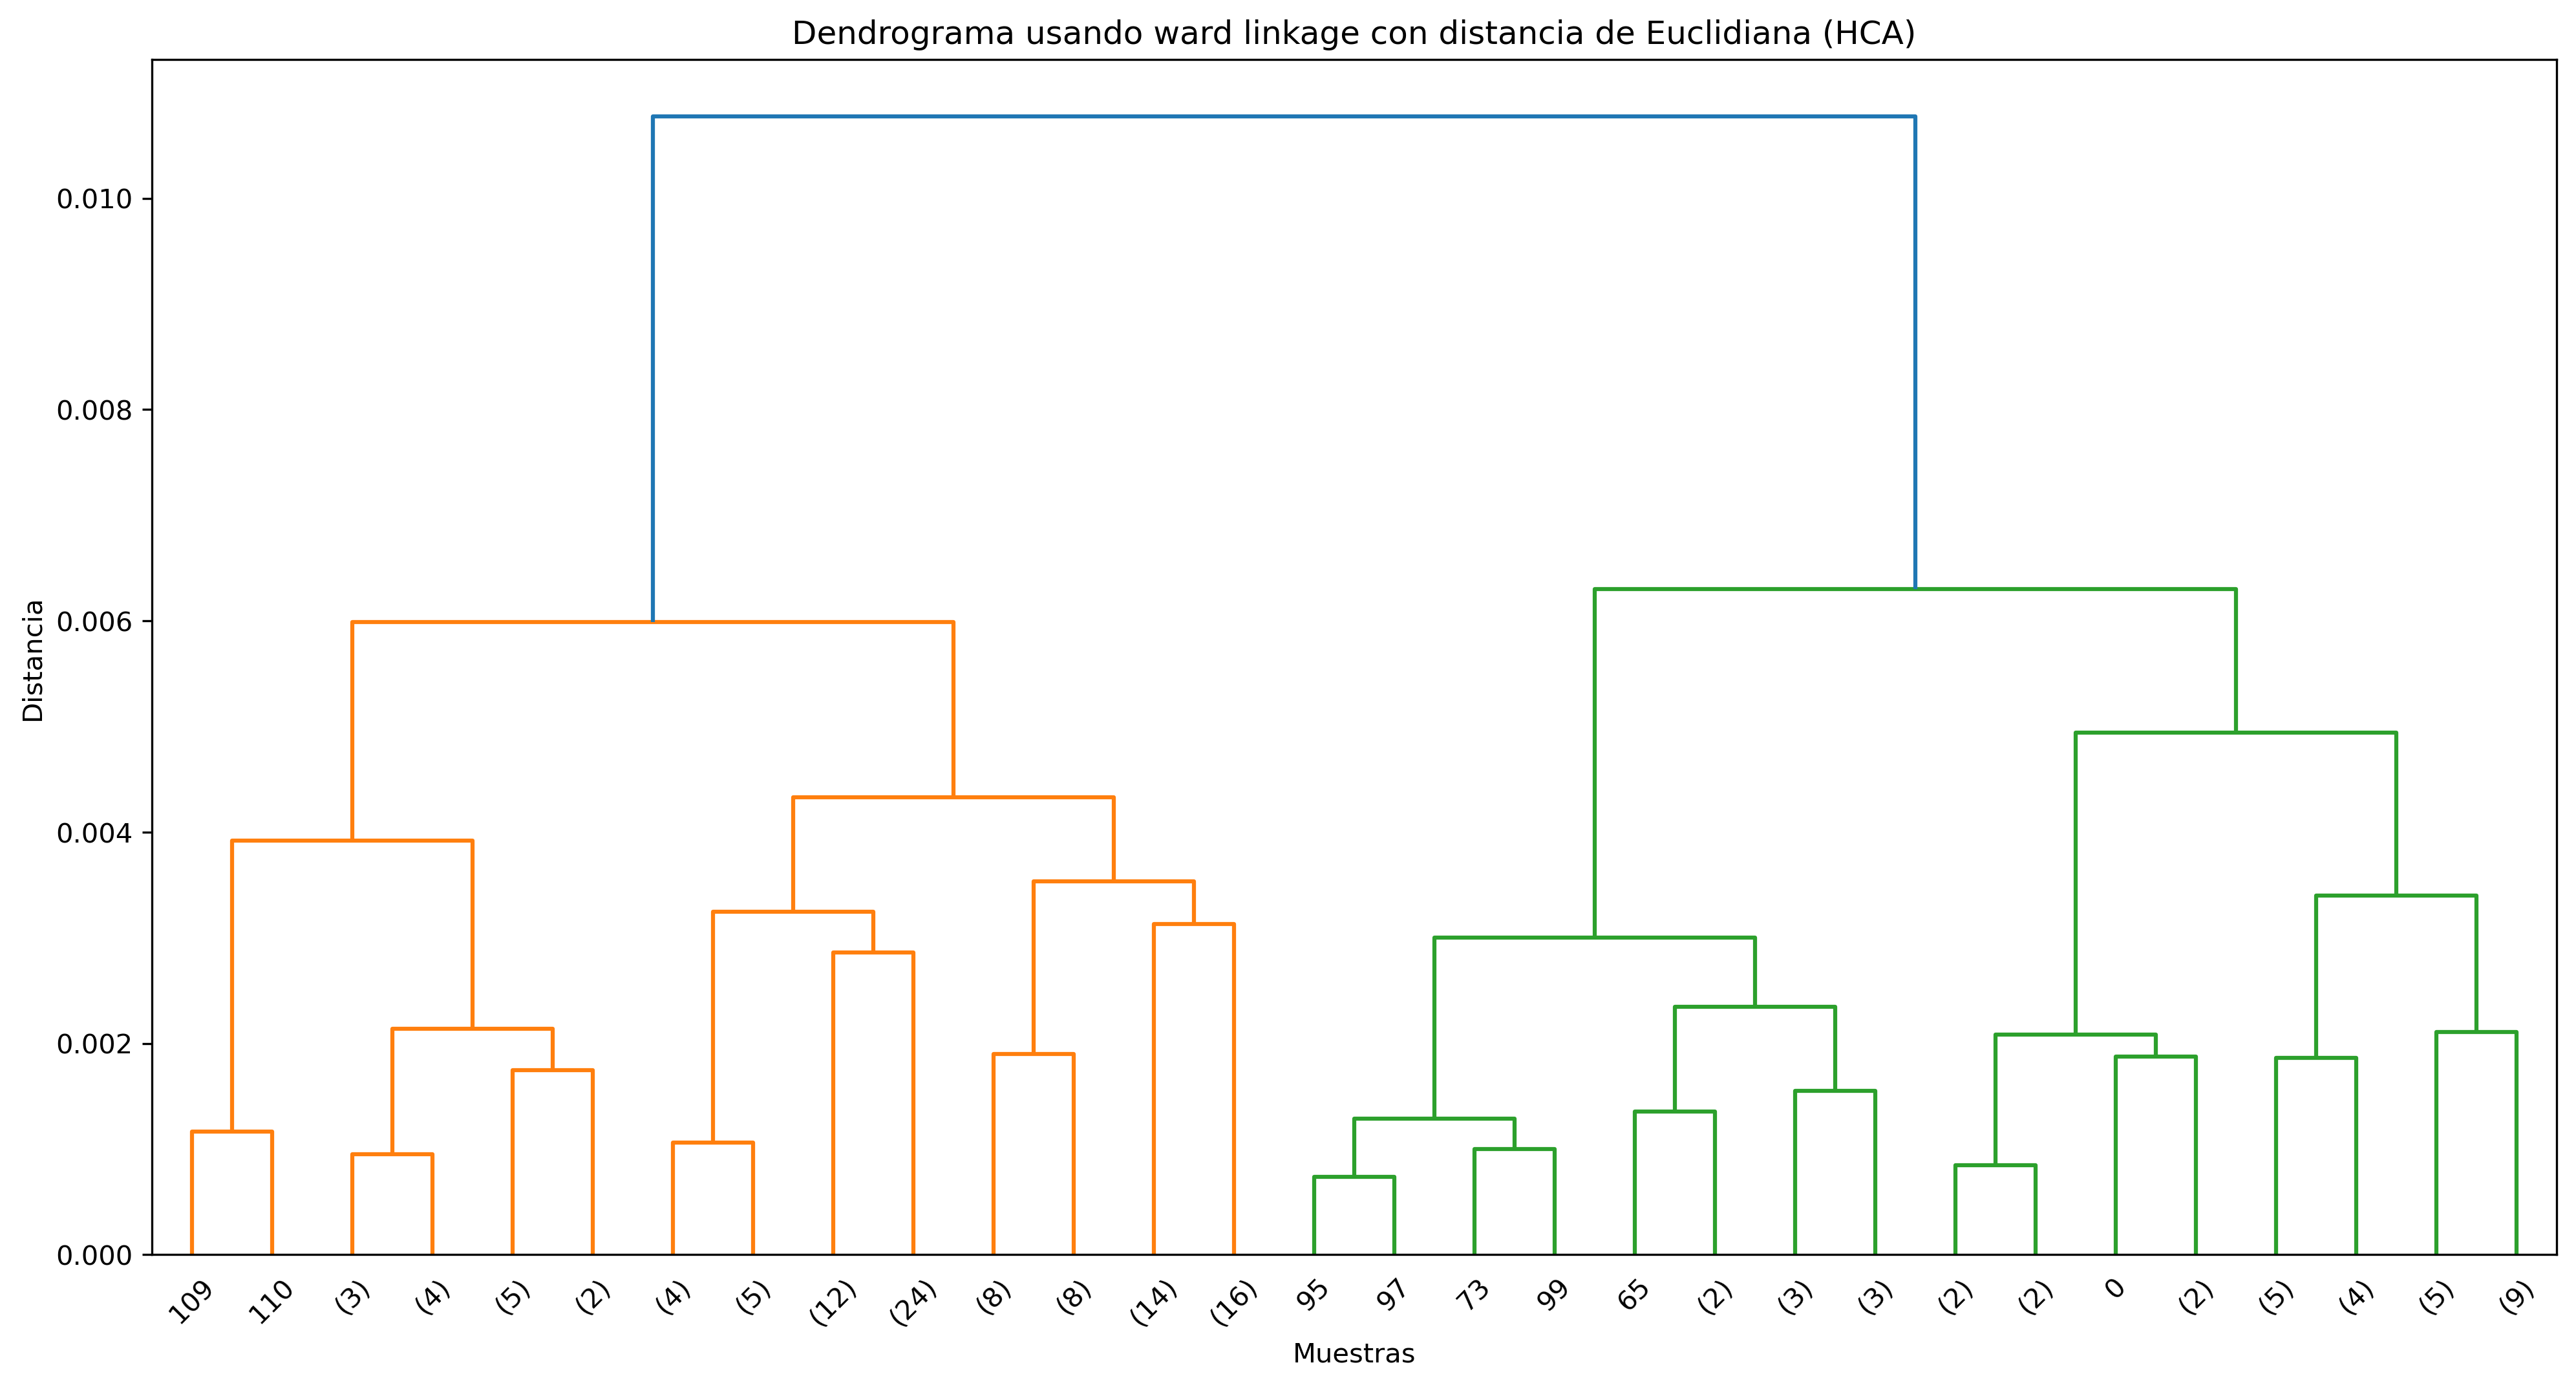 Dendrograma usando ward linkage con distancia de Euclidiana (HCA)
0.010
0.008
0.006
0.004
0.002
0.000
Distancia
109 110 (3) (4) (5) (2) (4) (5) (12) (24) (8) (8) (14) (16) 95 97 73 99 65 (2) (3) (3) (2) (2) 0 (2) (5) (4) (5) (9)
Muestras